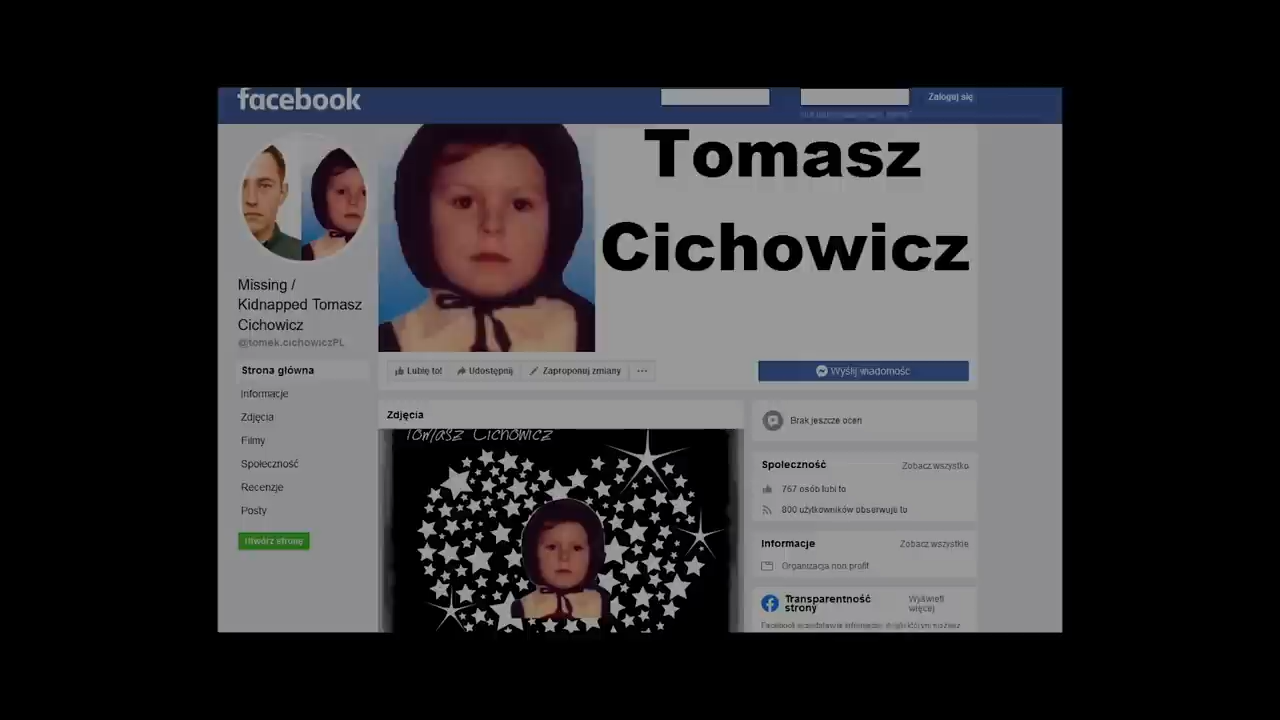 facebook
Zaloguj się
Tomasz
Cichowicz
Missing /
Kidnapped Tomasz
Cichowicz
@tomek.cichowiczPL
Strona główna
Informacje
Zdjęcia
Filmy
Społeczność
Recenzje
Posty
Utwórz stronę
Lubię to!
Udostępnij
Zaproponuj zmiany
Wyślij wiadomość
Zdjęcia
Tomasz Cichowicz
Brak jeszcze ocen
Społeczność
Zobacz wszystko
767 osób lubi to
800 użytkowników obserwuje to
Informacje
Zobacz wszystkie
Organizacja non profit
Transparentność
strony
Wyświetl
więcej